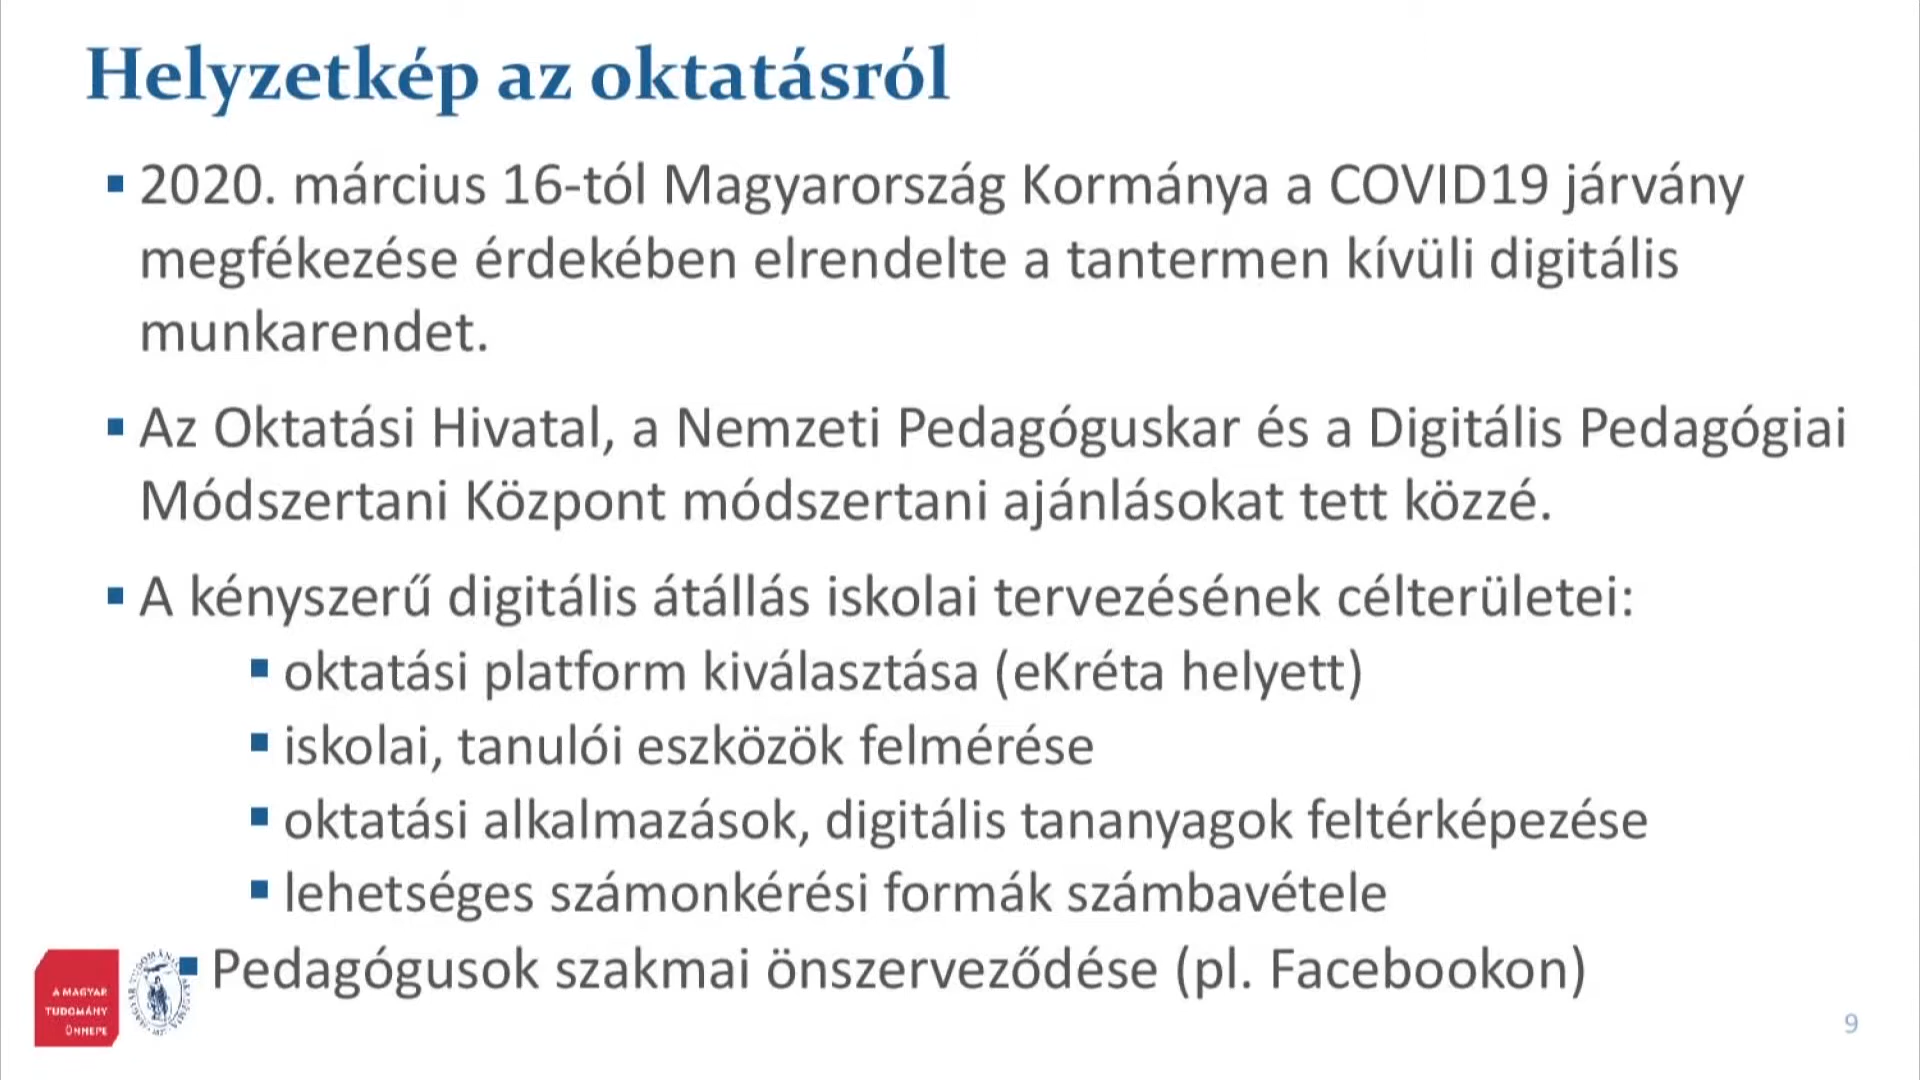 Helyzetkép az oktatásról
▪ 2020. március 16-tól Magyarország Kormánya a COVID19 járvány
megfékezése érdekében elrendelte a tantermen kívüli digitális
munkarendet.
▪ Az Oktatási Hivatal, a Nemzeti Pedagóguskar és a Digitális Pedagógiai
Módszertani Központ módszertani ajánlásokat tett közzé.
▪ A kényszerű digitális átállás iskolai tervezésének célterületei:
▪ oktatási platform kiválasztása (eKréta helyett)
▪ iskolai, tanulói eszközök felmérése
▪ oktatási alkalmazások, digitális tananyagok feltérképezése
▪ lehetséges számonkérési formák számbavétele
▪ Pedagógusok szakmai önszerveződése (pl. Facebookon)
A MAGYAR
TUDOMÁNY
ÜNNEPE
9